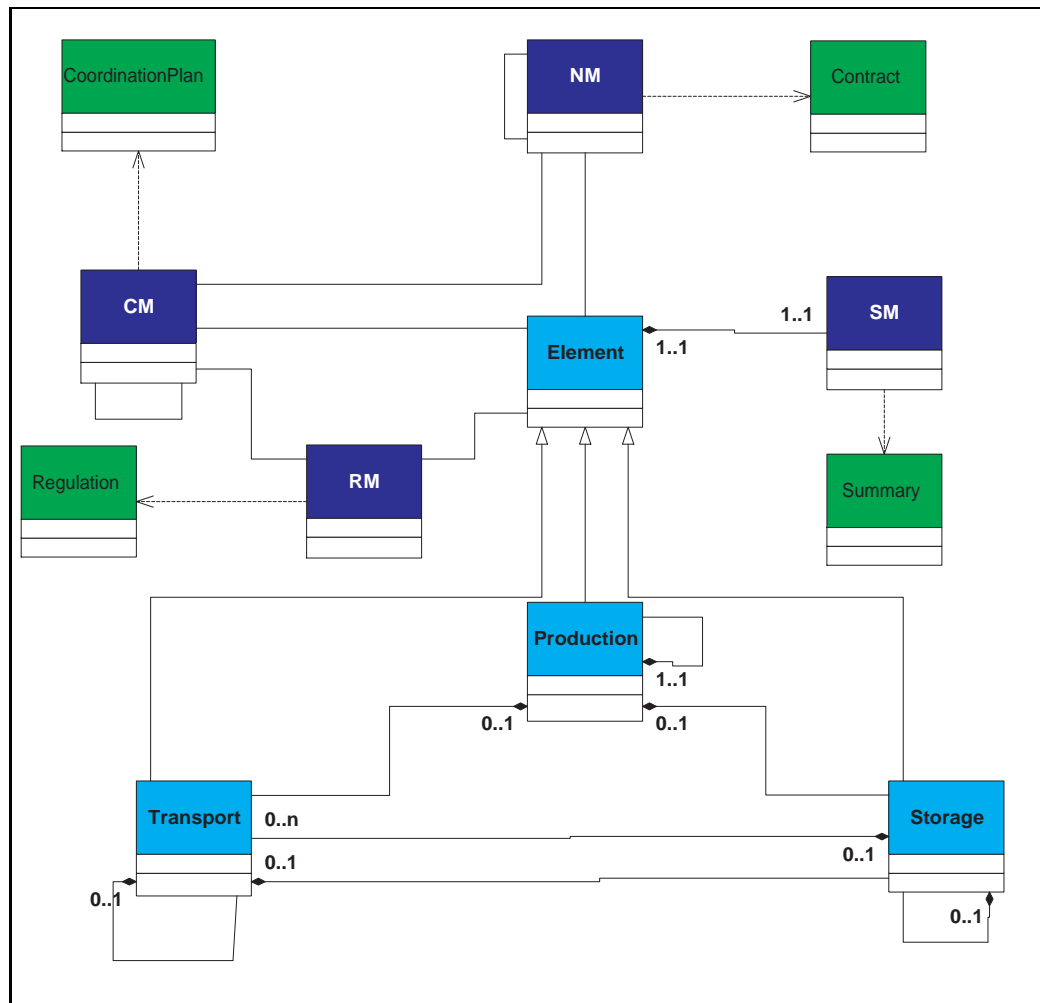 CoordinationPlan
NM
Contract
CM
1..1
SM
Element
1..1
Regulation
RM
Summary
Production
1..1
0..1
0..1
Transport
0..n
Storage
0..1
0..1
0..1
0..1